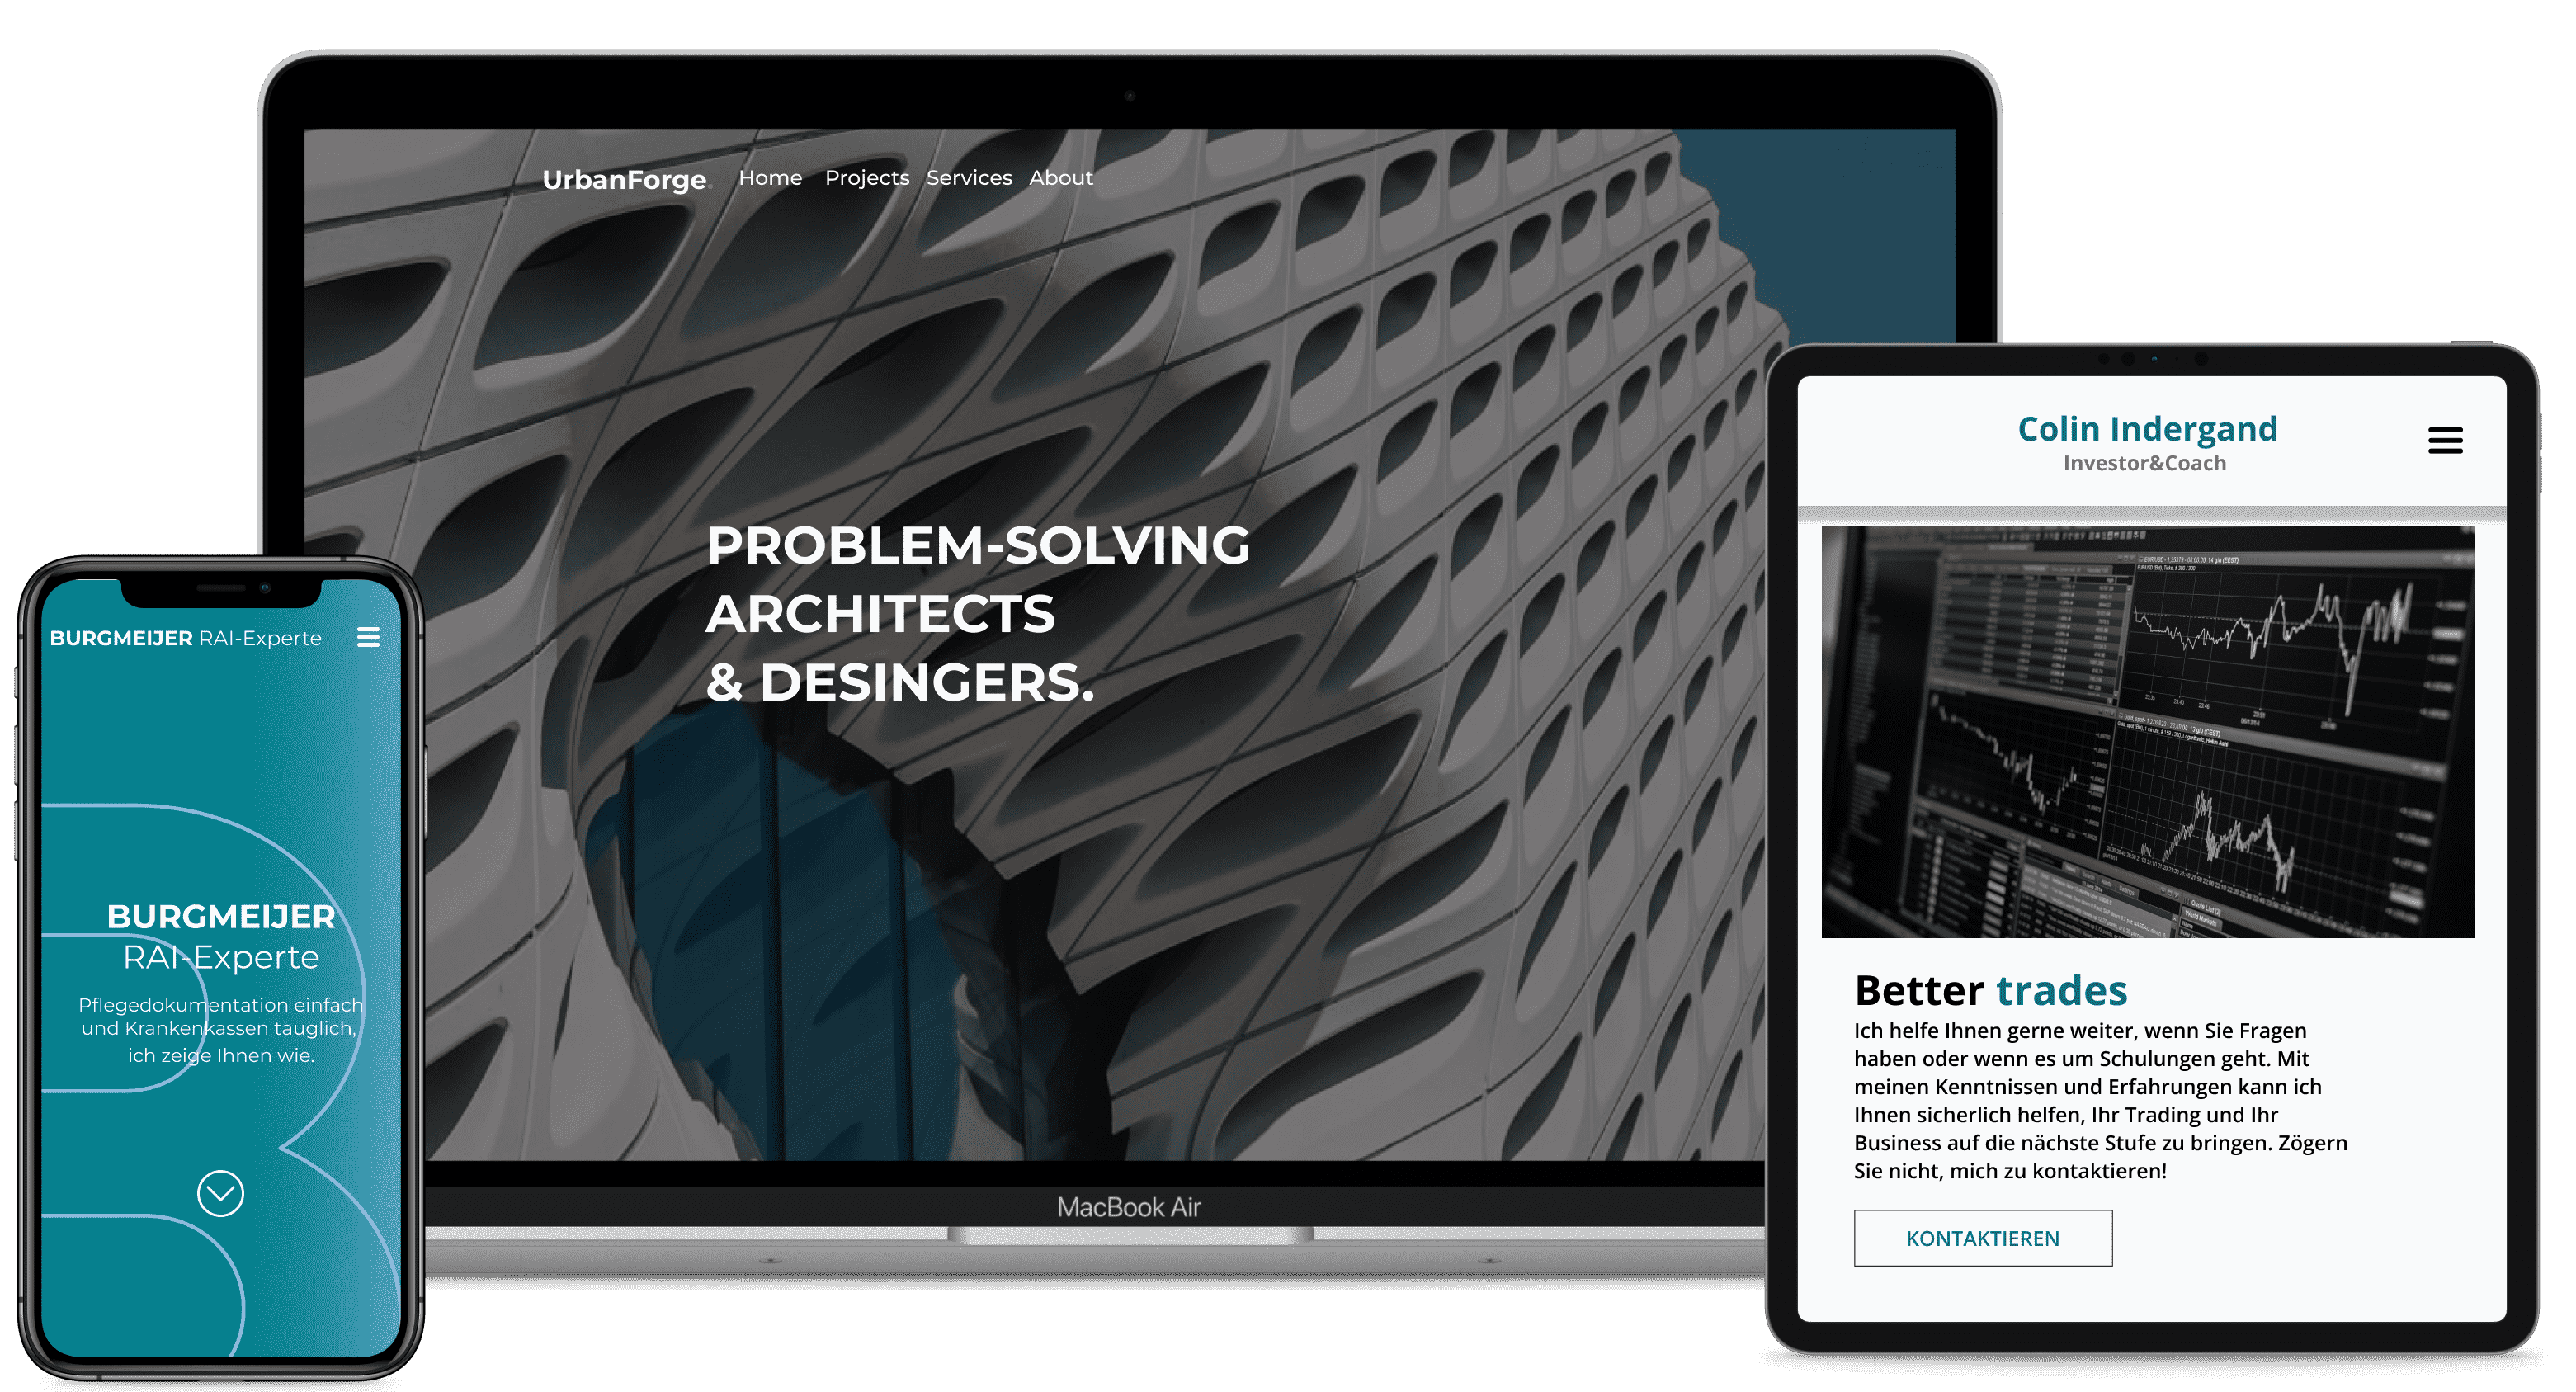 UrbanForge.
Home Projects Services About
PROBLEM-SOLVING
ARCHITECTS
& DESINGERS.
MacBook Air
BURGMEIJER RAI-Experte
BURGMEIJER
RAI-Experte
Pflegedokumentation einfach
und Krankenkassen tauglich,
ich zeige Ihnen wie.
Colin Indergand
Investor&Coach
Better trades
Ich helfe Ihnen gerne weiter, wenn Sie Fragen
haben oder wenn es um Schulungen geht. Mit
meinen Kenntnissen und Erfahrungen kann ich
Ihnen sicherlich helfen, Ihr Trading und Ihr
Business auf die nächste Stufe zu bringen. Zögern
Sie nicht, mich zu kontaktieren!
KONTAKTIEREN